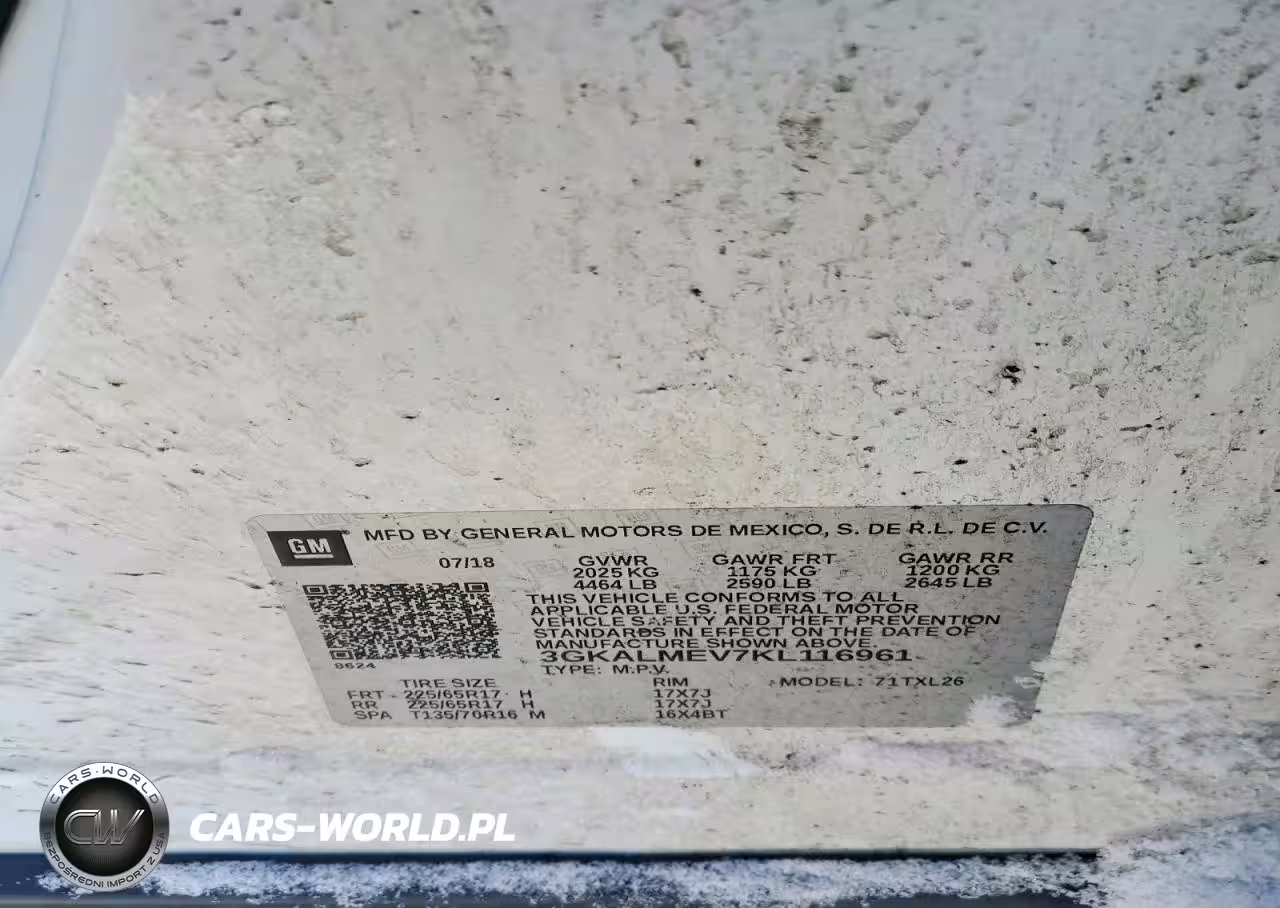 GM MFD BY GENERAL MOTORS DE MEXICO, S. DE R.L. DE C.V.
07/18 GVWR GAWR FRT GAWR RR
2025 KG 1175 KG 1200 KG
4464 LB 2590 LB 2645 LB
THIS VEHICLE CONFORMS TO ALL
APPLICABLE U.S. FEDERAL MOTOR
VEHICLE SAFETY AND THEFT PREVENTION
STANDARDS IN EFFECT ON THE DATE OF
MANUFACTURE SHOWN ABOVE.
3GKALMEV7KL116961
8624 TYPE: M.P.V. MODEL: 71TXL26
TIRE SIZE RIM
FRT 225/65R17 H 17X7J
RR 225/65R17 H 17X7J
SPA T135/70R16 M 16X4BT
CARS-WORLD
CW
BEZPOŚREDNI IMPORT Z USA
CARS-WORLD.PL